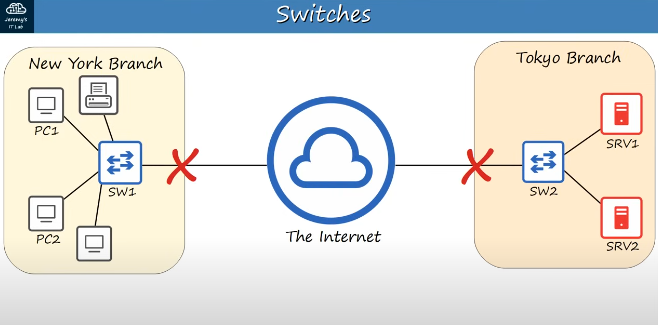 Jeremy's
IT Lab
Switches
New York Branch
PC1
SW1
PC2
The Internet
Tokyo Branch
SRV1
SW2
SRV2